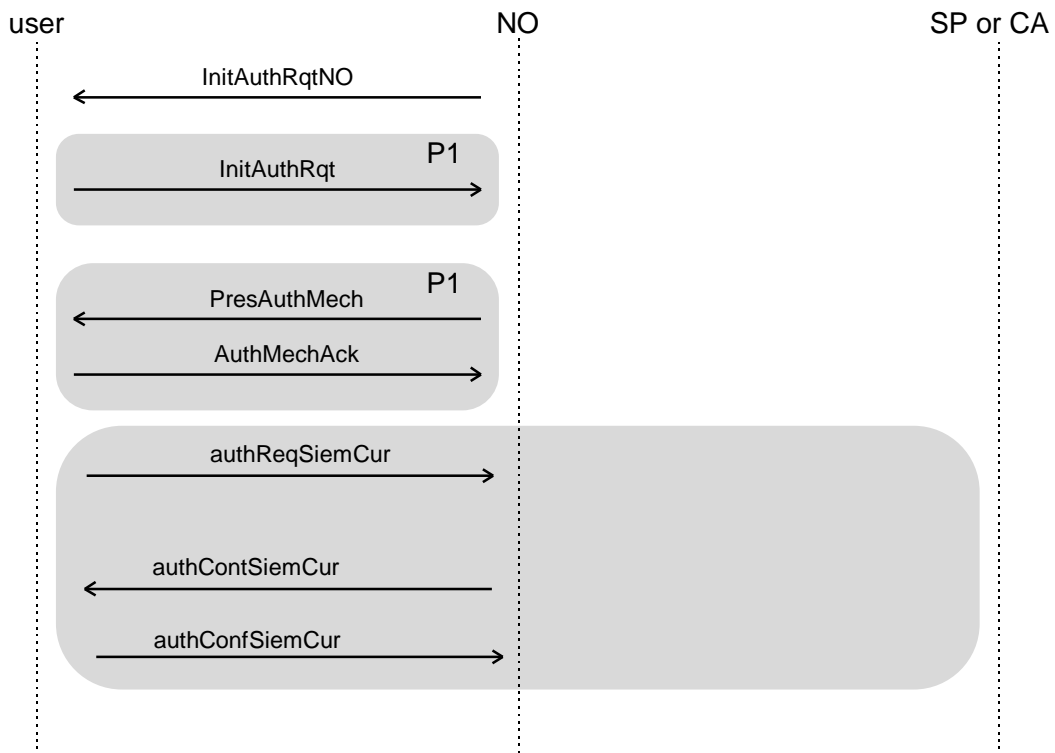 user NO SP or CA
InitAuthRqtNO
P1
InitAuthRqt
P1
PresAuthMech
AuthMechAck
authReqSiemCur
authContSiemCur
authConfSiemCur